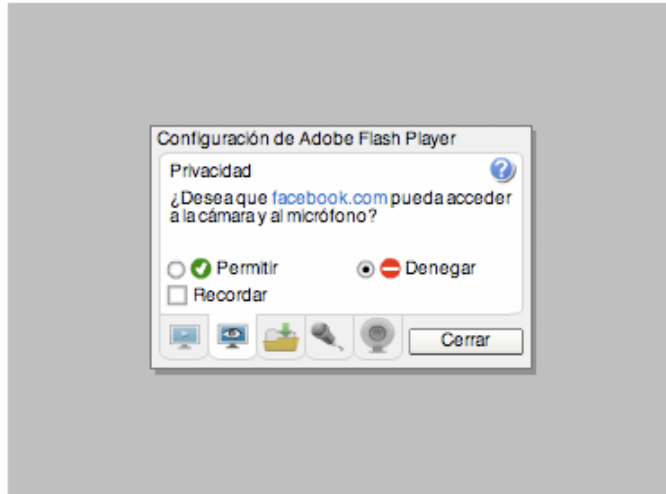 Configuración de Adobe Flash Player
Privacidad
?
¿Desea que facebook.com pueda acceder
a la cámara y al micrófono?
Permitir Denegar
Recordar
Cerrar